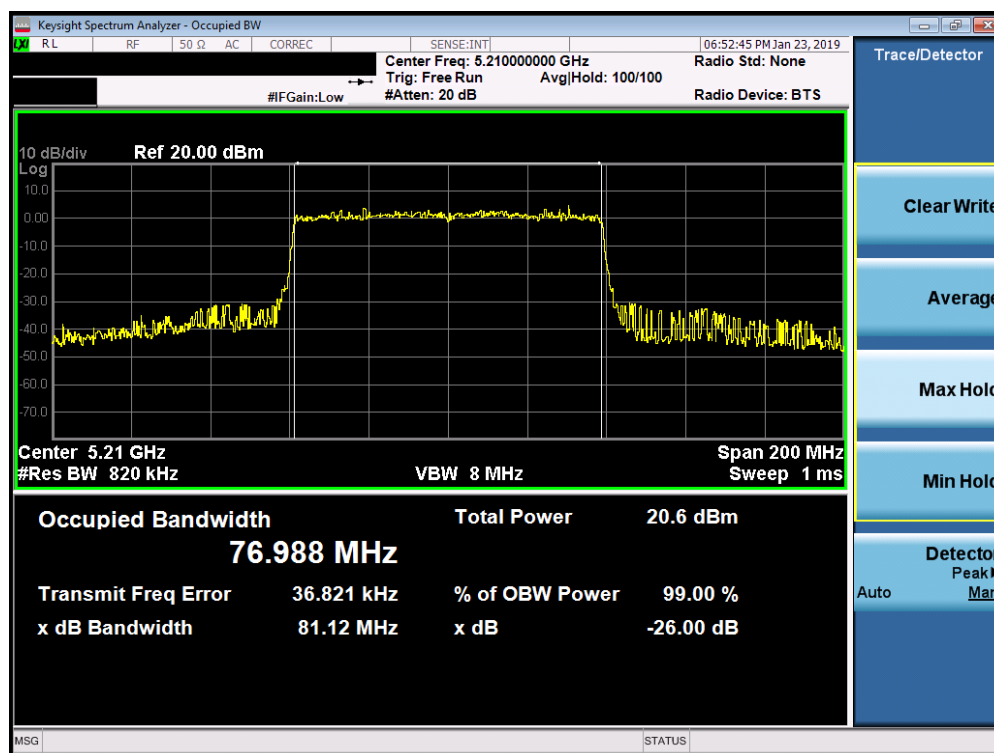 Keysight Spectrum Analyzer - Occupied BW
LXI RL RF 50 Ω AC CORREC SENSE:INT 06:52:45 PM Jan 23, 2019
Center Freq: 5.210000000 GHz Radio Std: None
Trig: Free Run Avg|Hold: 100/100
#IFGain:Low #Atten: 20 dB Radio Device: BTS
Trace/Detector
10 dB/div Ref 20.00 dBm
Log
10.0
0.00
-10.0
-20.0
-30.0
-40.0
-50.0
-60.0
-70.0
Center 5.21 GHz Span 200 MHz
#Res BW 820 kHz VBW 8 MHz Sweep 1 ms
Occupied Bandwidth Total Power 20.6 dBm
76.988 MHz
Transmit Freq Error 36.821 kHz % of OBW Power 99.00 %
x dB Bandwidth 81.12 MHz x dB -26.00 dB
Clear Write
Average
Max Hold
Min Hold
Detector
Peak
Auto Man
MSG STATUS